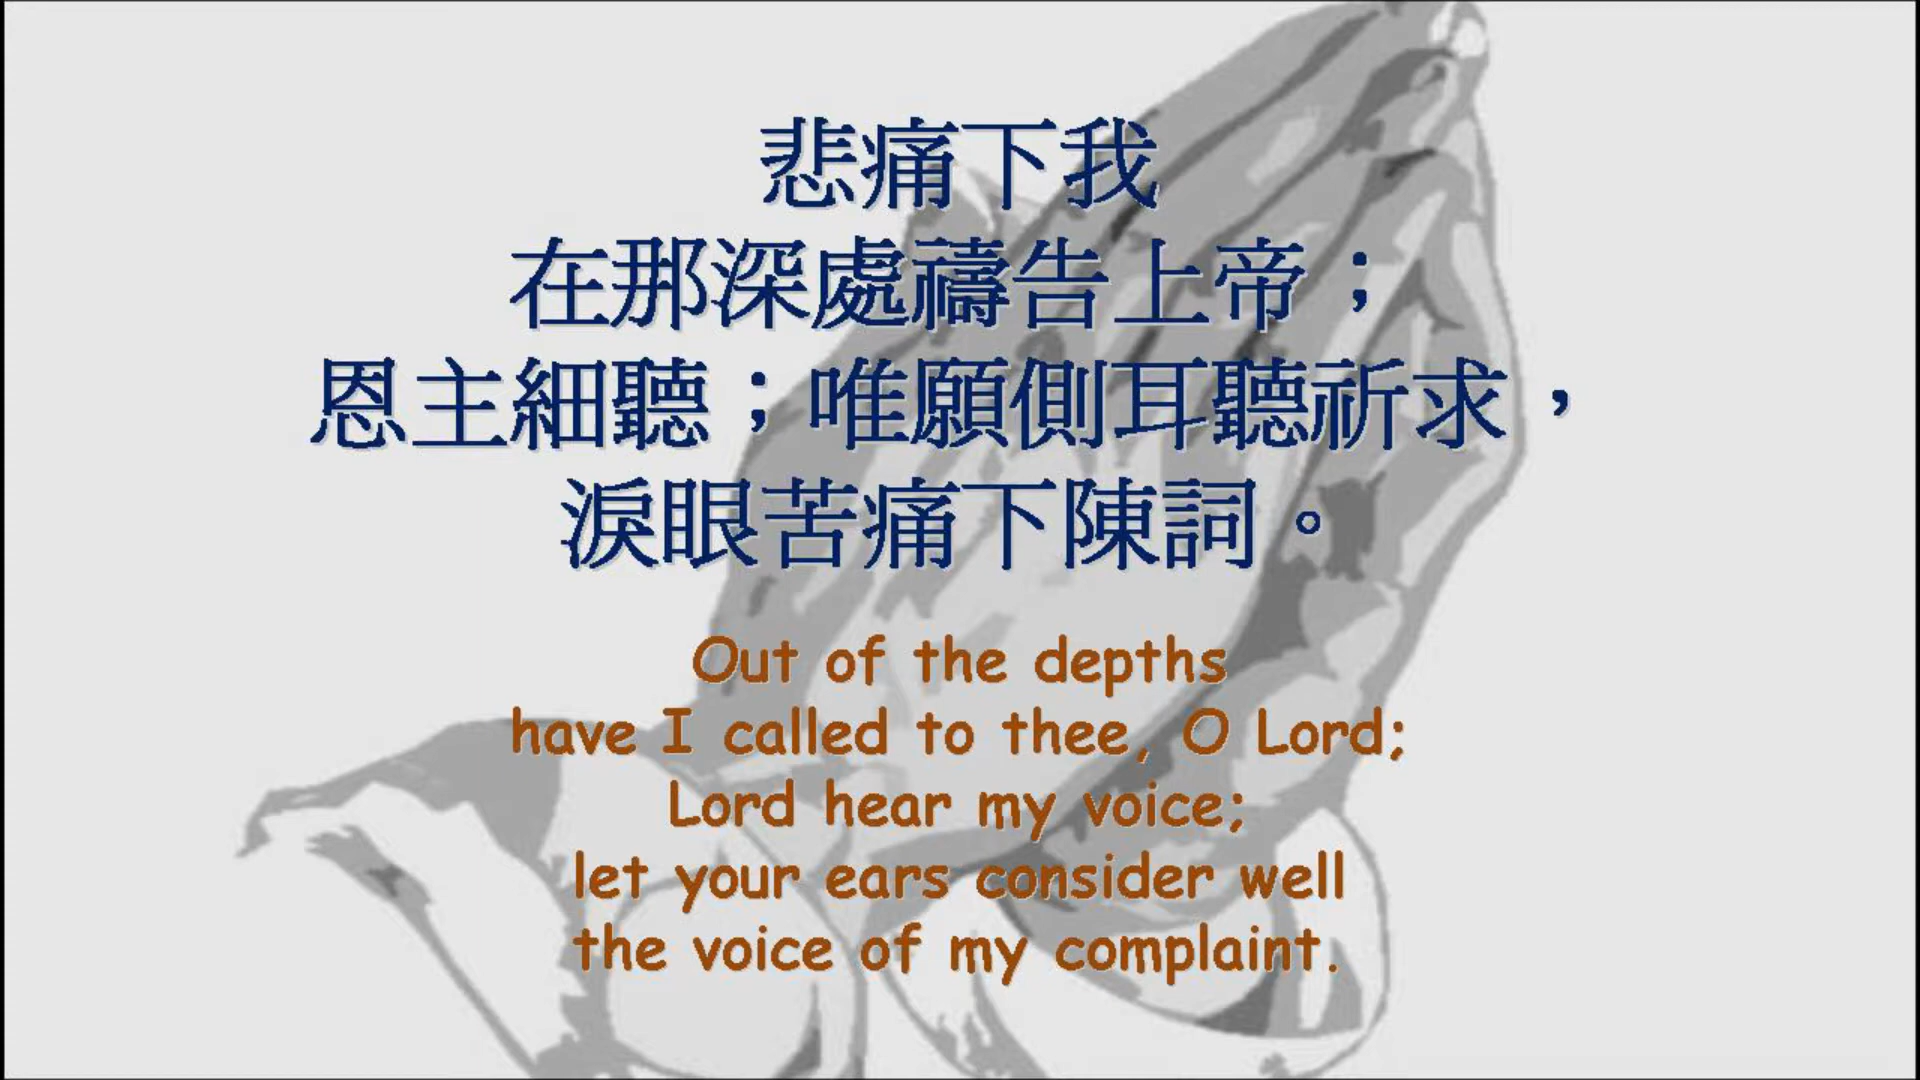 悲痛下我
在那深處禱告上帝；
恩主細聽；唯願側耳聽祈求，
淚眼苦痛下陳詞。
Out of the depths
have I called to thee, O Lord;
Lord hear my voice;
let your ears consider well
the voice of my complaint.